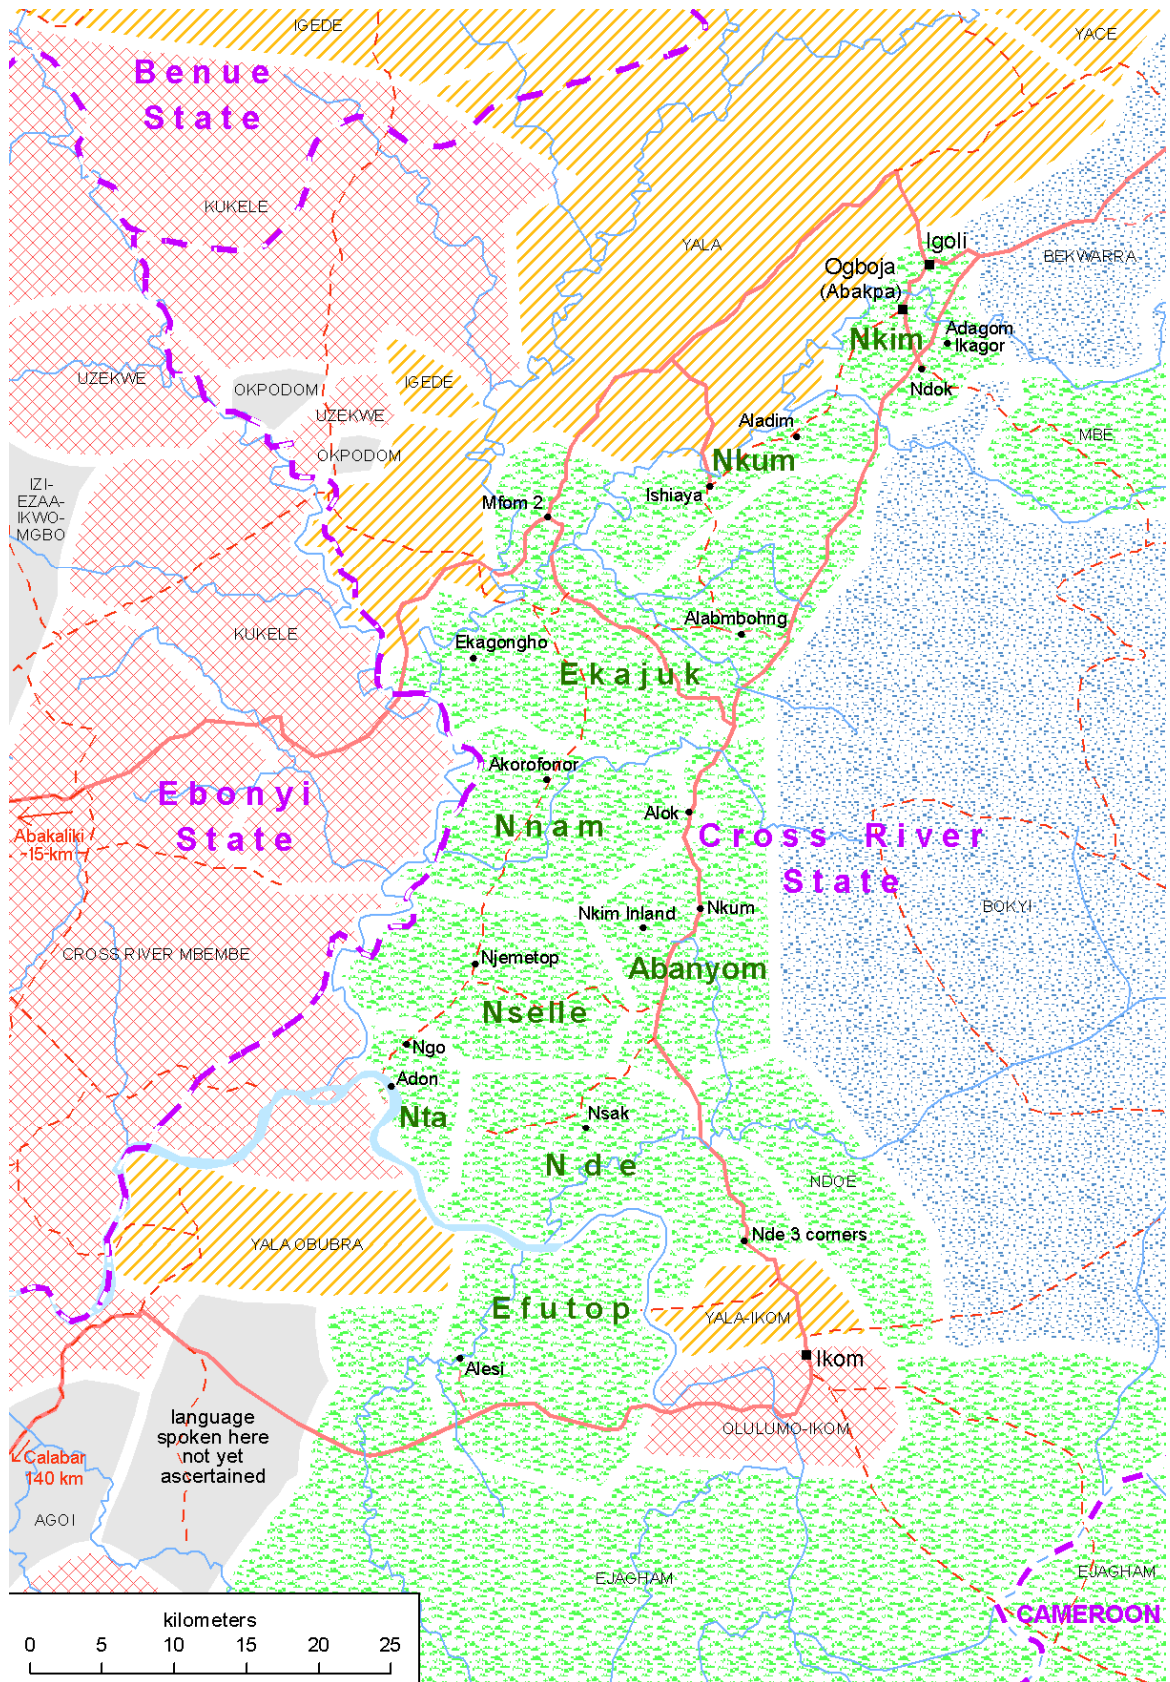 IGEDE
YACE
Benue
State
KUKELE
YALA
Igoli
BEKWARRA
Ogboja
(Abakpa)
Nkim
Adagom
Ikagor
Ndok
UZEKWE
OKPODOM
IGEDE
UZEKWE
OKPODOM
Aladim
Nkum
MBE
IZI-
EZAA-
IKWO-
MGBO
Ishiaya
Mfom 2
KUKELE
Alabmbohng
Ekagongho
Ekajuk
Akorofonor
Ebonyi
State
Nnam
Alok
Cross River
State
Abakaliki
~15 km
Nkim Inland
Nkum
BOKYI
CROSS RIVER MBEMBE
Njemetop
Abanyom
Nselle
Ngo
Adon
Nta
Nsak
Nde
NDOE
YALA OBUBRA
Nde 3 corners
Efutop
YALA-IKOM
Ikom
Alesi
OLULUMO-IKOM
language
spoken here
not yet
ascertained
Calabar
140 km
AGOI
EJAGHAM
EJAGHAM
CAMEROON
kilometers
0 5 10 15 20 25